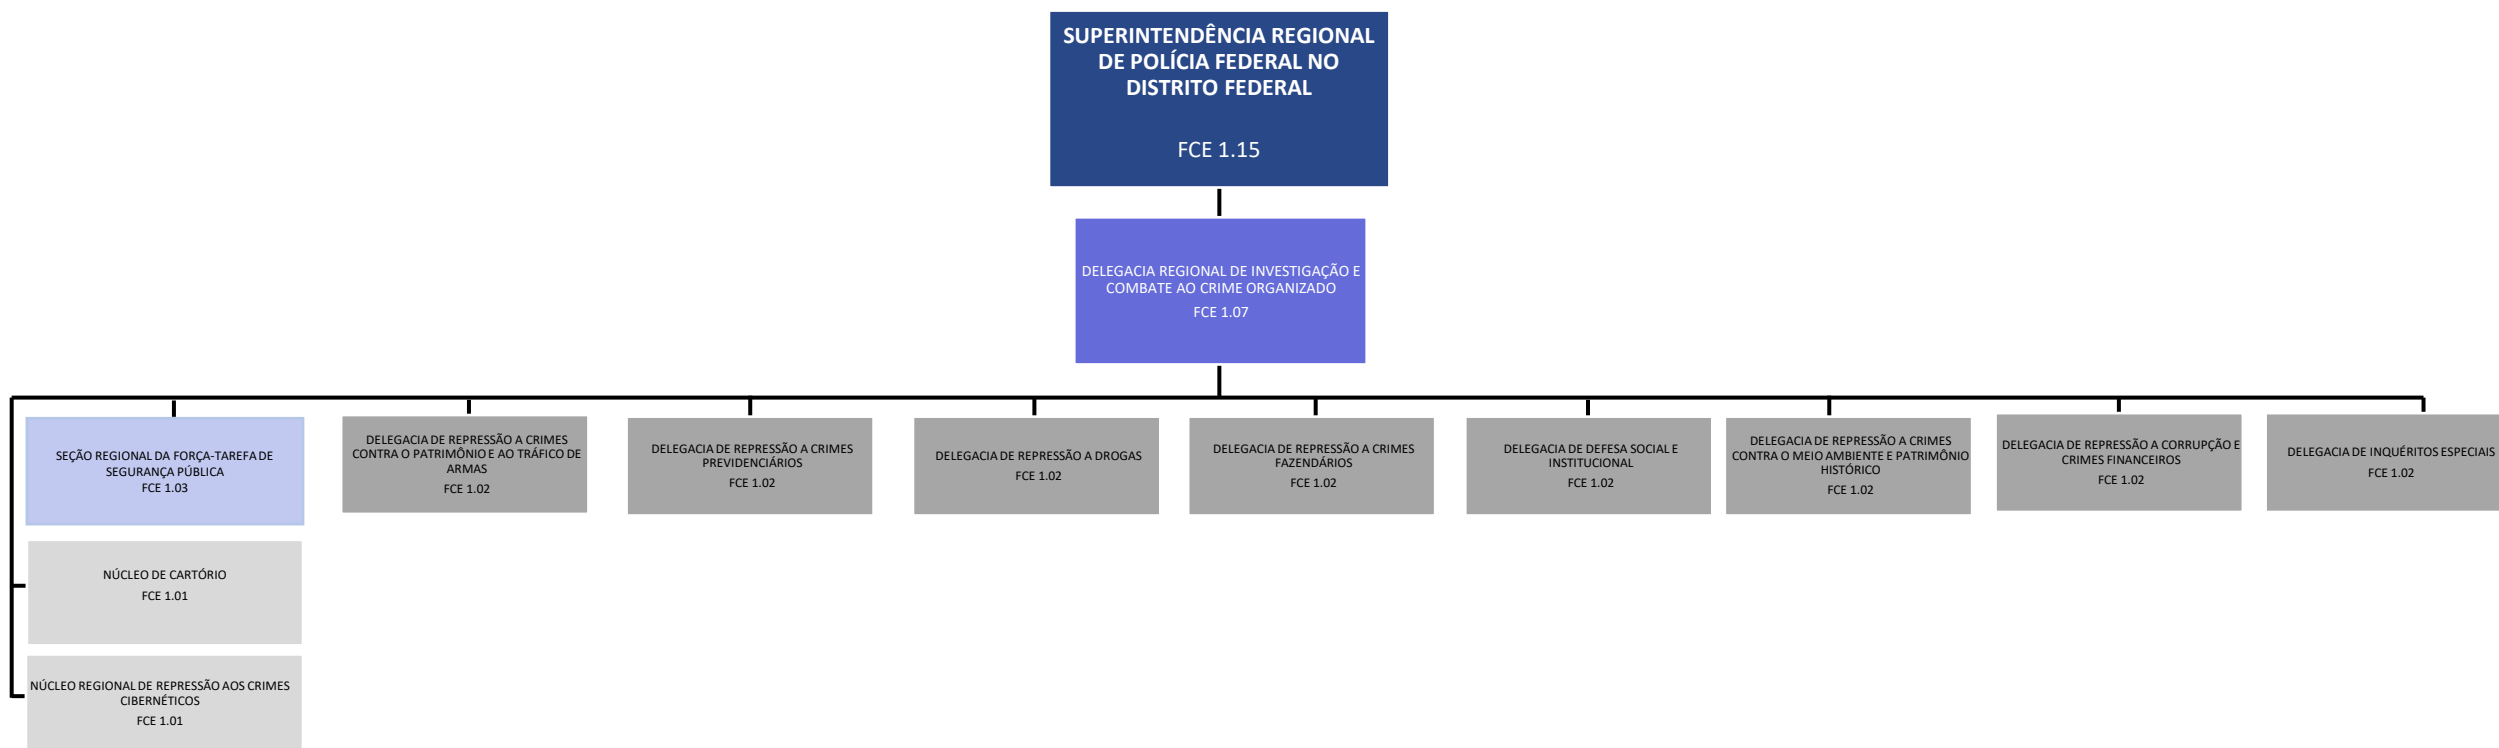 SUPERINTENDÊNCIA REGIONAL
DE POLÍCIA FEDERAL NO
DISTRITO FEDERAL
FCE 1.15
DELEGACIA REGIONAL DE INVESTIGAÇÃO E
COMBATE AO CRIME ORGANIZADO
FCE 1.07
SEÇÃO REGIONAL DA FORÇA-TAREFA DE
SEGURANÇA PÚBLICA
FCE 1.03
DELEGACIA DE REPRESSÃO A CRIMES
CONTRA O PATRIMÔNIO E AO TRÁFICO DE
ARMAS
FCE 1.02
DELEGACIA DE REPRESSÃO A CRIMES
PREVIDENCIÁRIOS
FCE 1.02
DELEGACIA DE REPRESSÃO A DROGAS
FCE 1.02
DELEGACIA DE REPRESSÃO A CRIMES
FAZENDÁRIOS
FCE 1.02
DELEGACIA DE DEFESA SOCIAL E
INSTITUCIONAL
FCE 1.02
DELEGACIA DE REPRESSÃO A CRIMES
CONTRA O MEIO AMBIENTE E PATRIMÔNIO
HISTÓRICO
FCE 1.02
DELEGACIA DE REPRESSÃO A CORRUPÇÃO E
CRIMES FINANCEIROS
FCE 1.02
DELEGACIA DE INQUÉRITOS ESPECIAIS
FCE 1.02
NÚCLEO DE CARTÓRIO
FCE 1.01
NÚCLEO REGIONAL DE REPRESSÃO AOS CRIMES
CIBERNÉTICOS
FCE 1.01